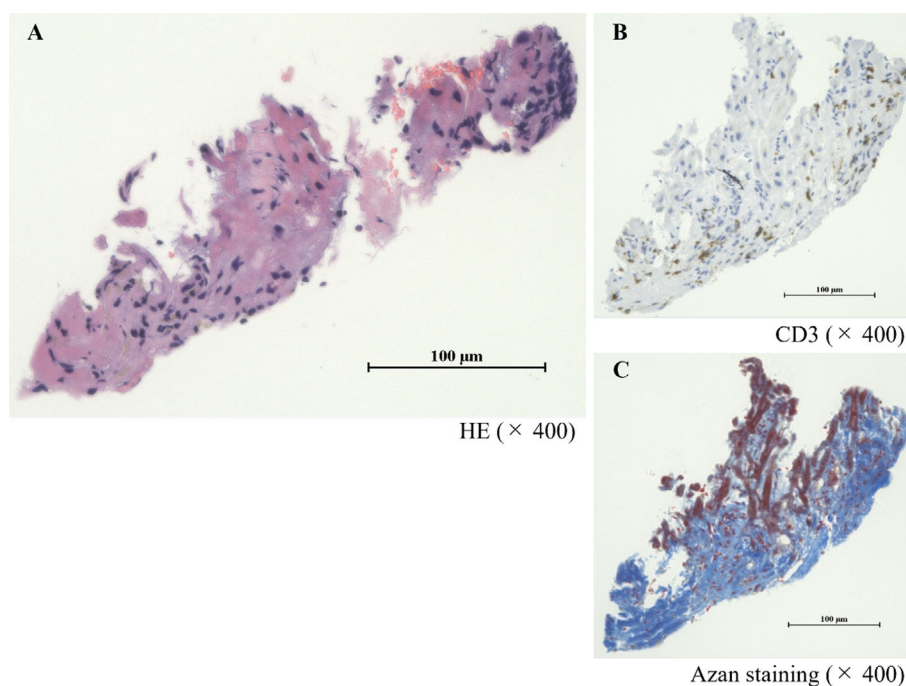 A
100 μm
HE (× 400)
B
100 μm
CD3 (× 400)
C
100 μm
Azan staining (× 400)